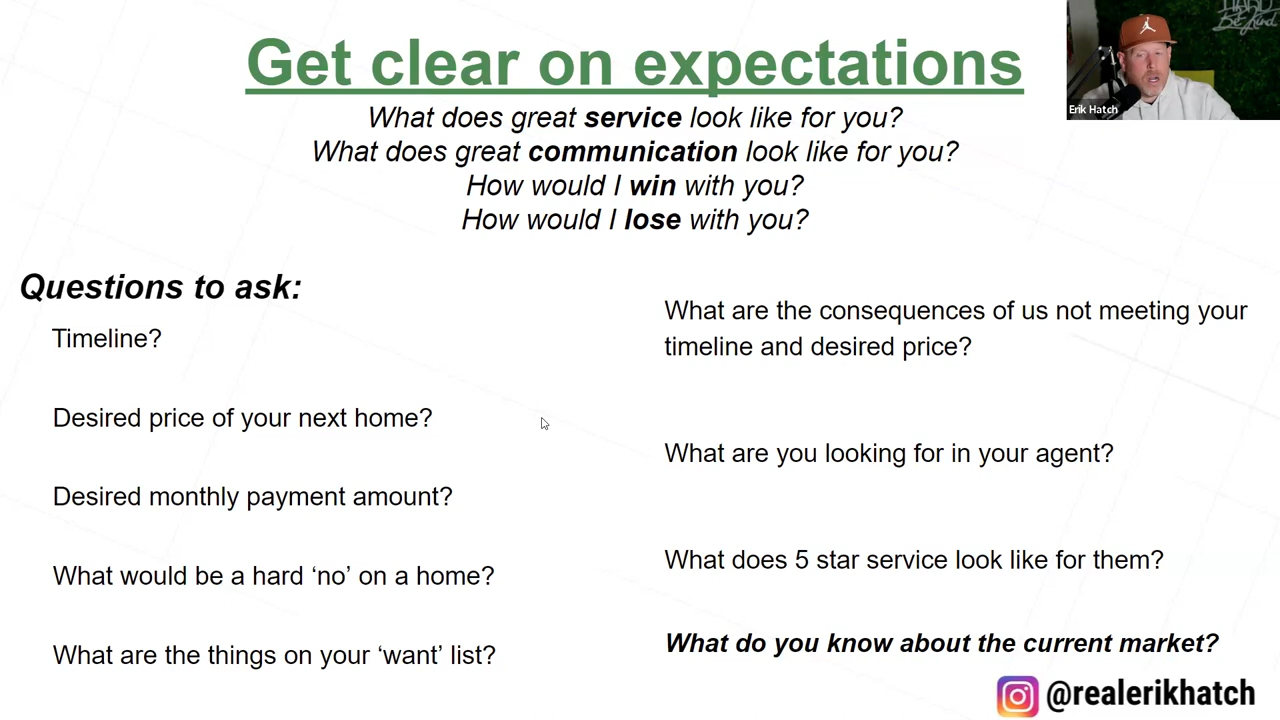 Get clear on expectations
What does great service look like for you?
What does great communication look like for you?
How would I win with you?
How would I lose with you?
Questions to ask:
Timeline?
Desired price of your next home?
Desired monthly payment amount?
What would be a hard ‘no’ on a home?
What are the things on your ‘want’ list?
What are the consequences of us not meeting your
timeline and desired price?
What are you looking for in your agent?
What does 5 star service look like for them?
What do you know about the current market?
@realerikhatch
Erik Hatch
HARD
Be Kind